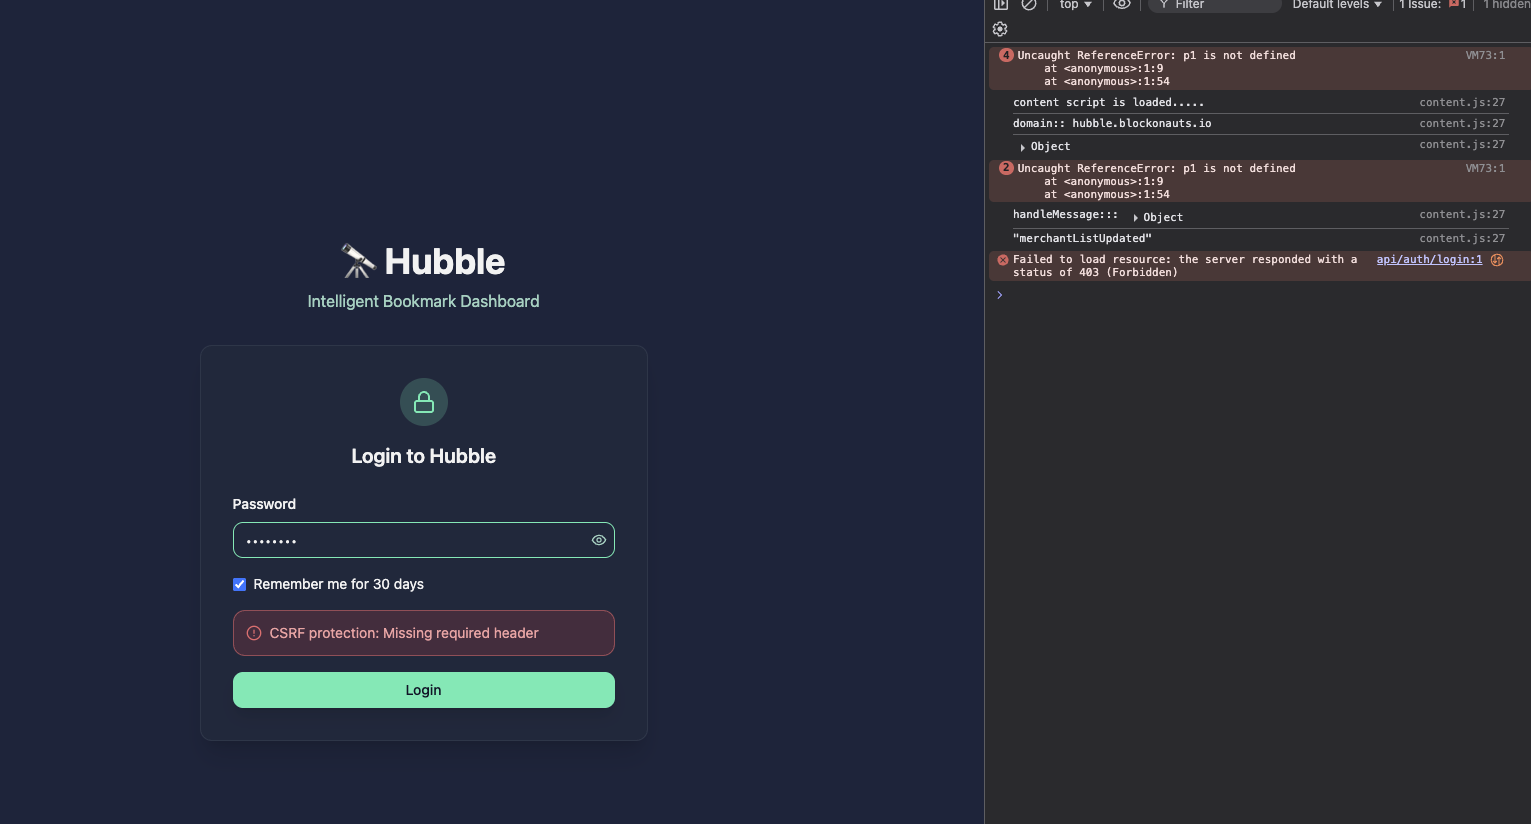 Hubble
Intelligent Bookmark Dashboard
Login to Hubble
Password
••••••••
Remember me for 30 days
CSRF protection: Missing required header
Login
top
Filter
Default levels
1 Issue: 1
1 hidden
4 Uncaught ReferenceError: p1 is not defined VM73:1
at <anonymous>:1:9
at <anonymous>:1:54
content script is loaded..... content.js:27
domain:: hubble.blockonauts.io content.js:27
Object content.js:27
2 Uncaught ReferenceError: p1 is not defined VM73:1
at <anonymous>:1:9
at <anonymous>:1:54
handleMessage::: Object content.js:27
"merchantListUpdated" content.js:27
Failed to load resource: the server responded with a api/auth/login:1
status of 403 (Forbidden)